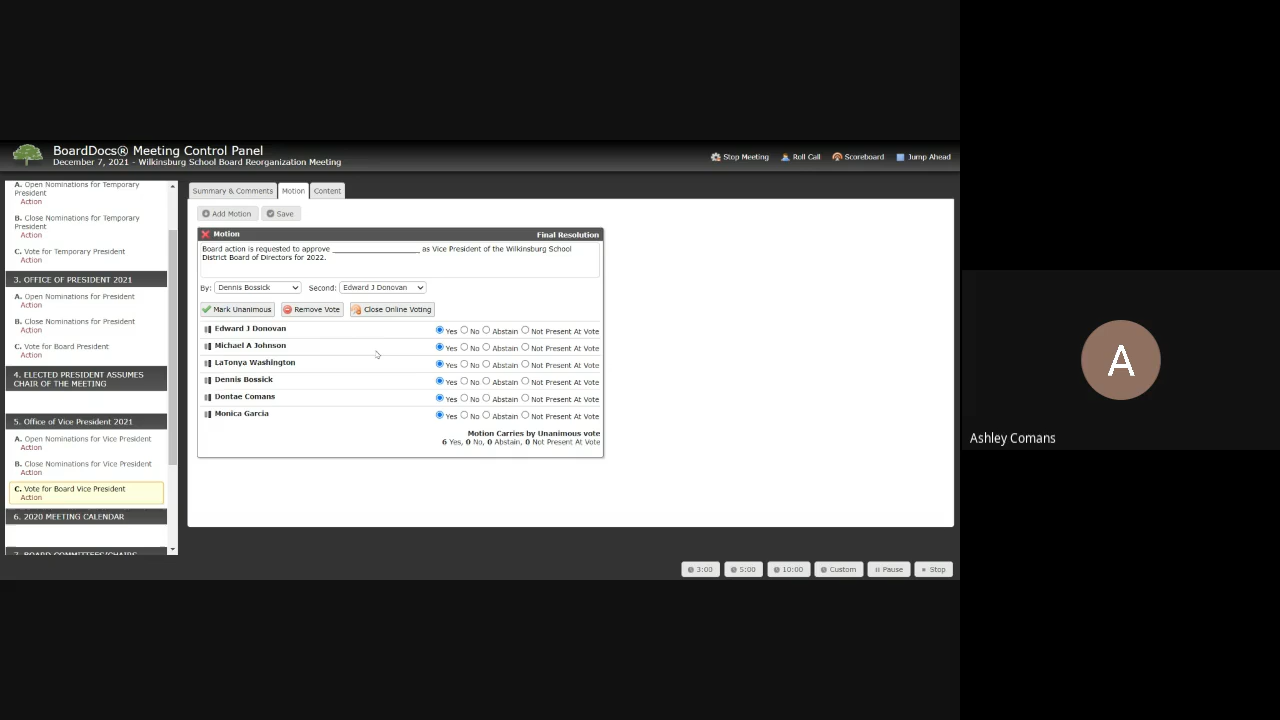 BoardDocs® Meeting Control Panel
December 7, 2021 - Wilkinsburg School Board Reorganization Meeting
Stop Meeting
Roll Call
Scoreboard
Jump Ahead
A. Open Nominations for Temporary
President
Action
B. Close Nominations for Temporary
President
Action
C. Vote for Temporary President
Action
3. OFFICE OF PRESIDENT 2021
A. Open Nominations for President
Action
B. Close Nominations for President
Action
C. Vote for Board President
Action
4. ELECTED PRESIDENT ASSUMES
CHAIR OF THE MEETING
5. Office of Vice President 2021
A. Open Nominations for Vice President
Action
B. Close Nominations for Vice President
Action
C. Vote for Board Vice President
Action
6. 2020 MEETING CALENDAR
7. BOARD COMMITTEES/CHAIRS
Summary & Comments
Motion
Content
Add Motion
Save
Motion
Final Resolution
Board action is requested to approve ____________________ as Vice President of the Wilkinsburg School
District Board of Directors for 2022.
By: Dennis Bossick Second: Edward J Donovan
Mark Unanimous
Remove Vote
Close Online Voting
Edward J Donovan Yes No Abstain Not Present At Vote
Michael A Johnson Yes No Abstain Not Present At Vote
LaTonya Washington Yes No Abstain Not Present At Vote
Dennis Bossick Yes No Abstain Not Present At Vote
Dontae Comans Yes No Abstain Not Present At Vote
Monica Garcia Yes No Abstain Not Present At Vote
Motion Carries by Unanimous vote
6 Yes, 0 No, 0 Abstain, 0 Not Present At Vote
3:00
5:00
10:00
Custom
Pause
Stop
A
Ashley Comans